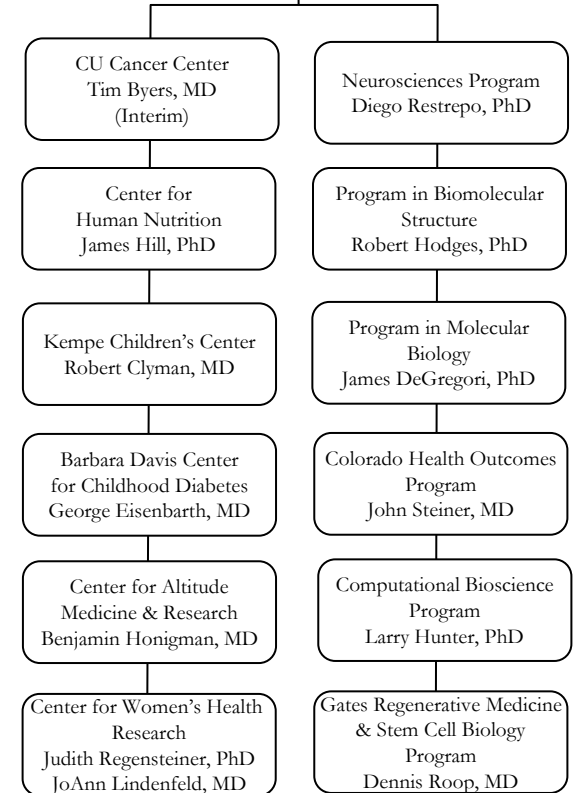 CU Cancer Center
Tim Byers, MD
(Interim)
Center for
Human Nutrition
James Hill, PhD
Kempe Children's Center
Robert Clyman, MD
Barbara Davis Center
for Childhood Diabetes
George Eisenbarth, MD
Center for Altitude
Medicine & Research
Benjamin Honigman, MD
Center for Women's Health
Research
Judith Regensteiner, PhD
JoAnn Lindenfeld, MD
Neurosciences Program
Diego Restrepo, PhD
Program in Biomolecular
Structure
Robert Hodges, PhD
Program in Molecular
Biology
James DeGregori, PhD
Colorado Health Outcomes
Program
John Steiner, MD
Computational Bioscience
Program
Larry Hunter, PhD
Gates Regenerative Medicine
& Stem Cell Biology
Program
Dennis Roop, MD